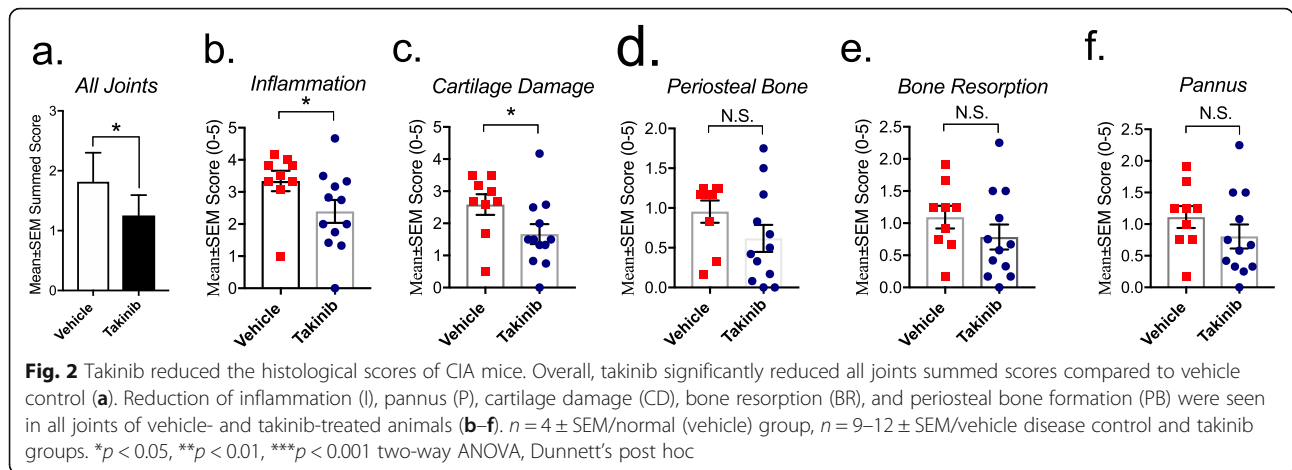 a.
All Joints
*
Mean±SEM Summed Score
3
2
1
0
Vehicle
Takinib
b.
Inflammation
*
Mean±SEM Score (0-5)
5
4
3
2
1
0
Vehicle
Takinib
c.
Cartilage Damage
*
Mean±SEM Score (0-5)
5
4
3
2
1
0
Vehicle
Takinib
d.
Periosteal Bone
N.S.
Mean±SEM Score (0-5)
2.0
1.5
1.0
0.5
0.0
Vehicle
Takinib
e.
Bone Resorption
N.S.
Mean±SEM Score (0-5)
2.5
2.0
1.5
1.0
0.5
0.0
Vehicle
Takinib
f.
Pannus
N.S.
Mean±SEM Score (0-5)
2.5
2.0
1.5
1.0
0.5
0.0
Vehicle
Takinib
Fig. 2 Takinib reduced the histological scores of CIA mice. Overall, takinib significantly reduced all joints summed scores compared to vehicle
control (a). Reduction of inflammation (I), pannus (P), cartilage damage (CD), bone resorption (BR), and periosteal bone formation (PB) were seen
in all joints of vehicle- and takinib-treated animals (b–f). n = 4 ± SEM/normal (vehicle) group, n = 9–12 ± SEM/vehicle disease control and takinib
groups. *p < 0.05, **p < 0.01, ***p < 0.001 two-way ANOVA, Dunnett’s post hoc